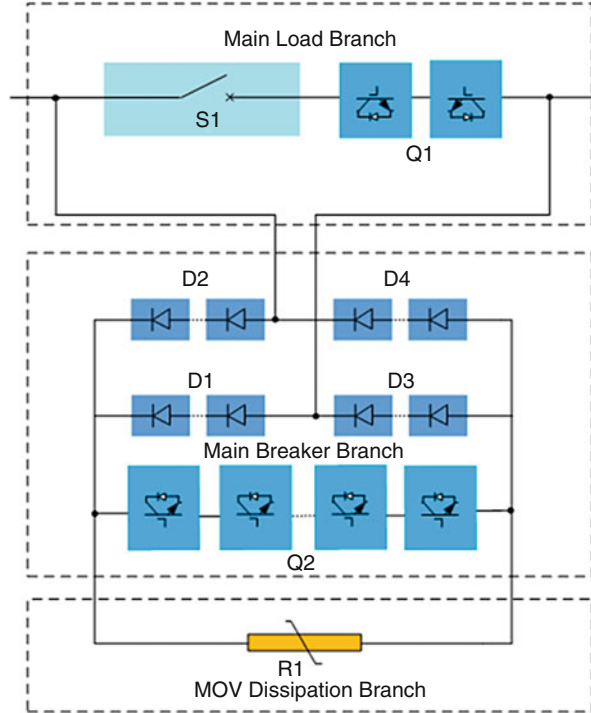 Main Load Branch
S1
Q1
D2
D4
D1
D3
Main Breaker Branch
Q2
R1
MOV Dissipation Branch